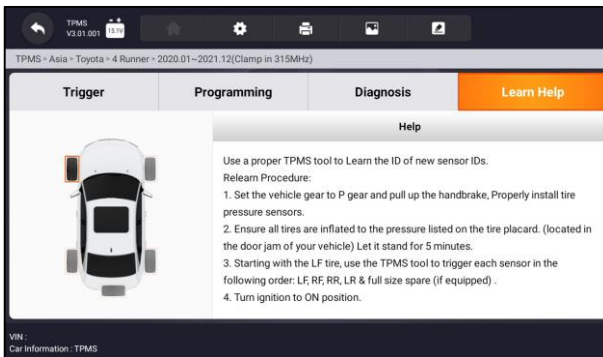 TPMS
V3.01.001
15.1V
TPMS > Asia > Toyota > 4 Runner > 2020.01~2021.12(Clamp in 315MHz)
Trigger
Programming
Diagnosis
Learn Help
Help
Use a proper TPMS tool to Learn the ID of new sensor IDs.
Relearn Procedure:
1. Set the vehicle gear to P gear and pull up the handbrake, Properly install tire
pressure sensors.
2. Ensure all tires are inflated to the pressure listed on the tire placard. (located in
the door jam of your vehicle) Let it stand for 5 minutes.
3. Starting with the LF tire, use the TPMS tool to trigger each sensor in the
following order: LF, RF, RR, LR & full size spare (if equipped) .
4. Turn ignition to ON position.
VIN :
Car Information : TPMS